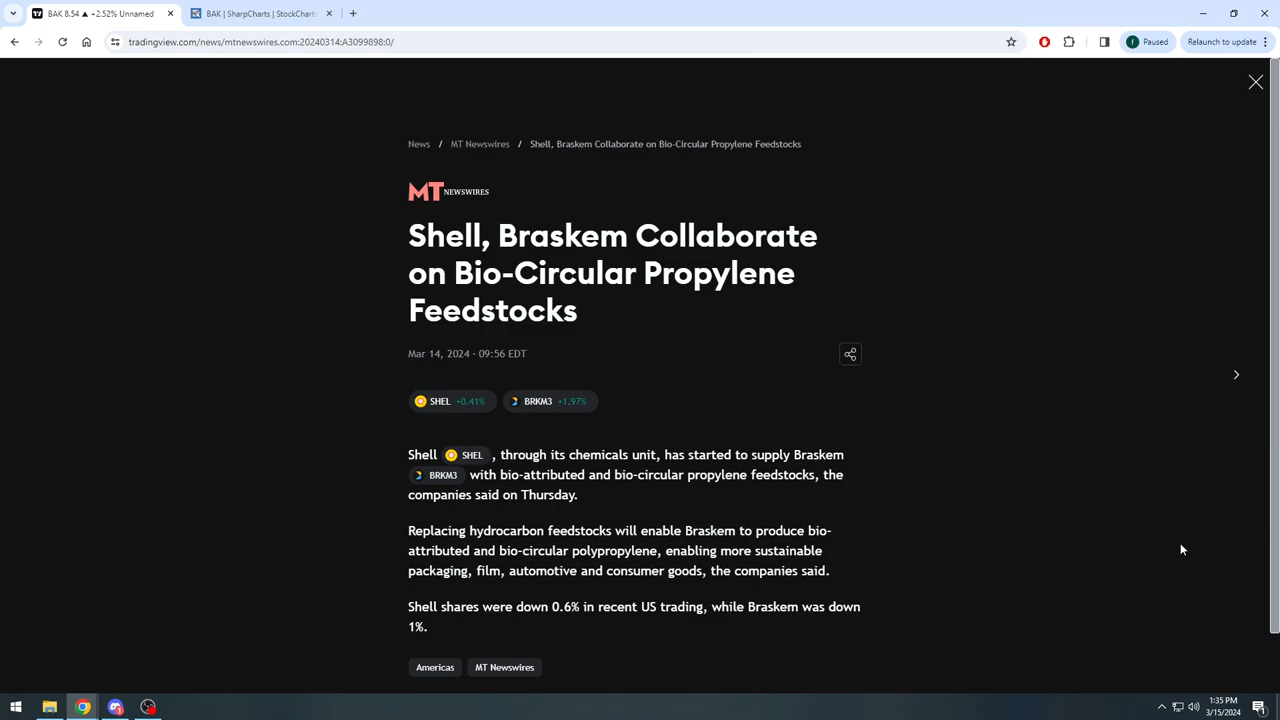 BAK 8.54 ▲ +2.52% Unnamed
BAK | SharpCharts | StockCharts
tradingview.com/news/mtnewswires.com:20240314:A3099898:0/
f Paused
Relaunch to update
News / MT Newswires / Shell, Braskem Collaborate on Bio-Circular Propylene Feedstocks
MT NEWSWIRES
Shell, Braskem Collaborate
on Bio-Circular Propylene
Feedstocks
Mar 14, 2024 · 09:56 EDT
SHEL +0.41% BRKM3 +1.97%
Shell SHEL , through its chemicals unit, has started to supply Braskem
BRKM3 with bio-attributed and bio-circular propylene feedstocks, the
companies said on Thursday.
Replacing hydrocarbon feedstocks will enable Braskem to produce bio-
attributed and bio-circular polypropylene, enabling more sustainable
packaging, film, automotive and consumer goods, the companies said.
Shell shares were down 0.6% in recent US trading, while Braskem was down
1%.
Americas MT Newswires
1:35 PM
3/15/2024